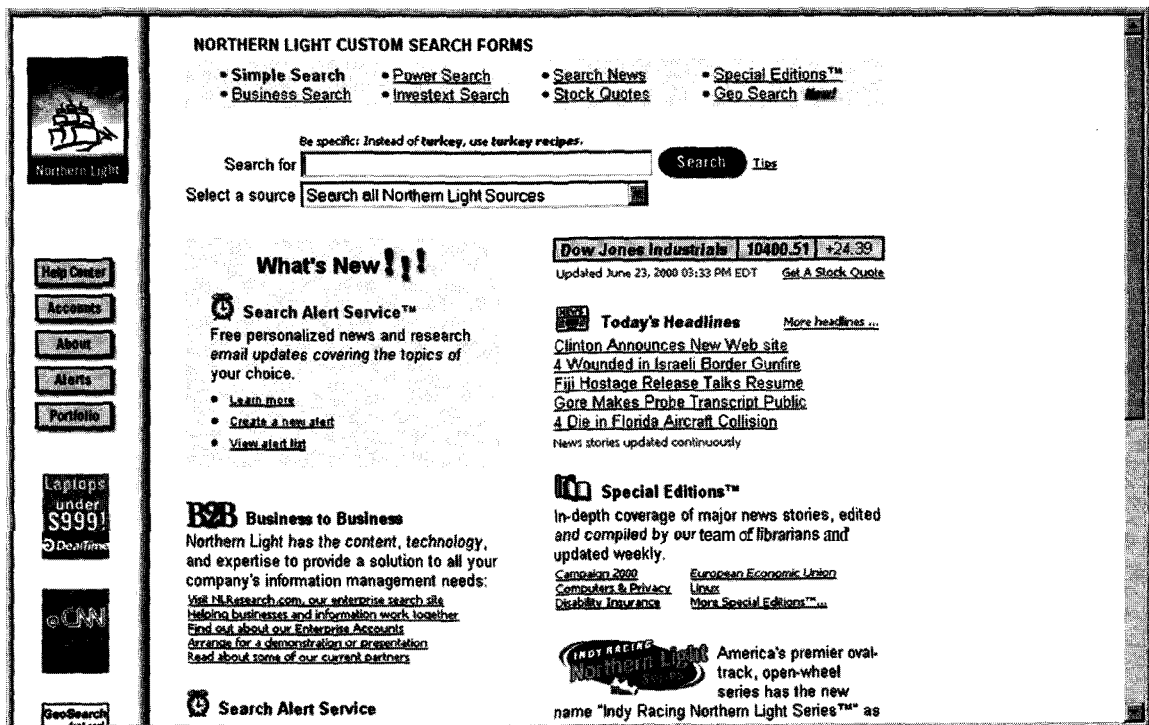 NORTHERN LIGHT CUSTOM SEARCH FORMS
• Simple Search • Power Search • Search News • Special Editions™
• Business Search • Investext Search • Stock Quotes • Geo Search New!
Northern Light
Be specific: Instead of turkey, use turkey recipes.
Search for Search Tips
Select a source Search all Northern Light Sources
Help Center
Accounts
About
Alerts
Portfolio
Laptops
under
$999!
DealTime
CNN
GeoSearch
What's New!!!
Search Alert Service™
Free personalized news and research
email updates covering the topics of
your choice.
• Learn more
• Create a new alert
• View alert list
B2B Business to Business
Northern Light has the content, technology,
and expertise to provide a solution to all your
company's information management needs:
Visit NLResearch.com, our enterprise search site
Helping businesses and information work together
Find out about our Enterprise Accounts
Arrange for a demonstration or presentation
Read about some of our current partners
Search Alert Service
Dow Jones Industrials 10400.51 +24.39
Updated June 23, 2000 03:33 PM EDT Get A Stock Quote
NEWS Today's Headlines More headlines ...
Clinton Announces New Web site
4 Wounded in Israeli Border Gunfire
Fiji Hostage Release Talks Resume
Gore Makes Probe Transcript Public
4 Die in Florida Aircraft Collision
News stories updated continuously
Special Editions™
In-depth coverage of major news stories, edited
and compiled by our team of librarians and
updated weekly.
Campaign 2000 European Economic Union
Computers & Privacy Linux
Disability Insurance More Special Editions™...
INDY RACING
Northern Light
Series
America's premier oval-
track, open-wheel
series has the new
name "Indy Racing Northern Light Series™" as